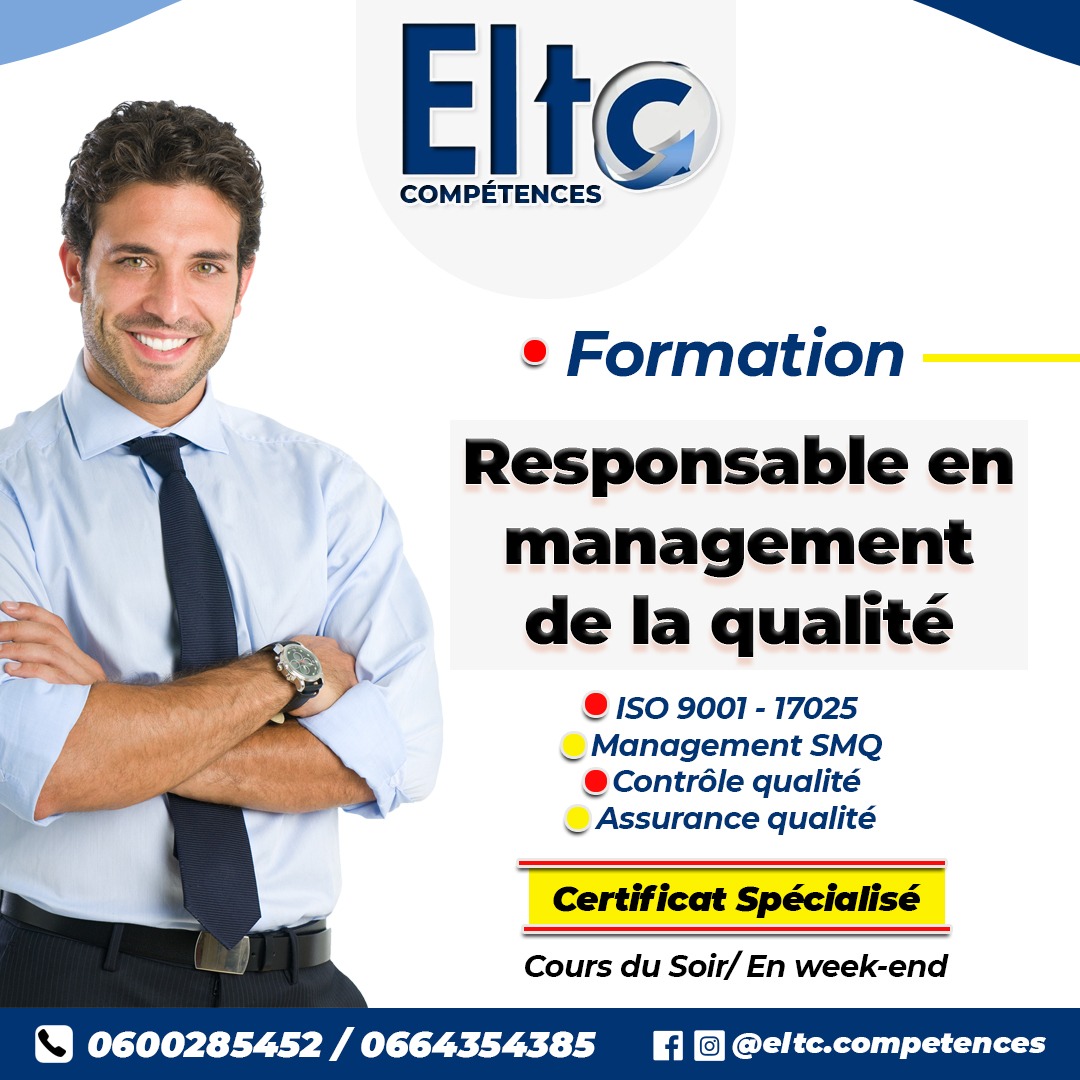 Eltc
COMPÉTENCES
Formation
Responsable en
management
de la qualité
ISO 9001 - 17025
Management SMQ
Contrôle qualité
Assurance qualité
Certificat Spécialisé
Cours du Soir/ En week-end
0600285452 / 0664354385
@eltc.competences